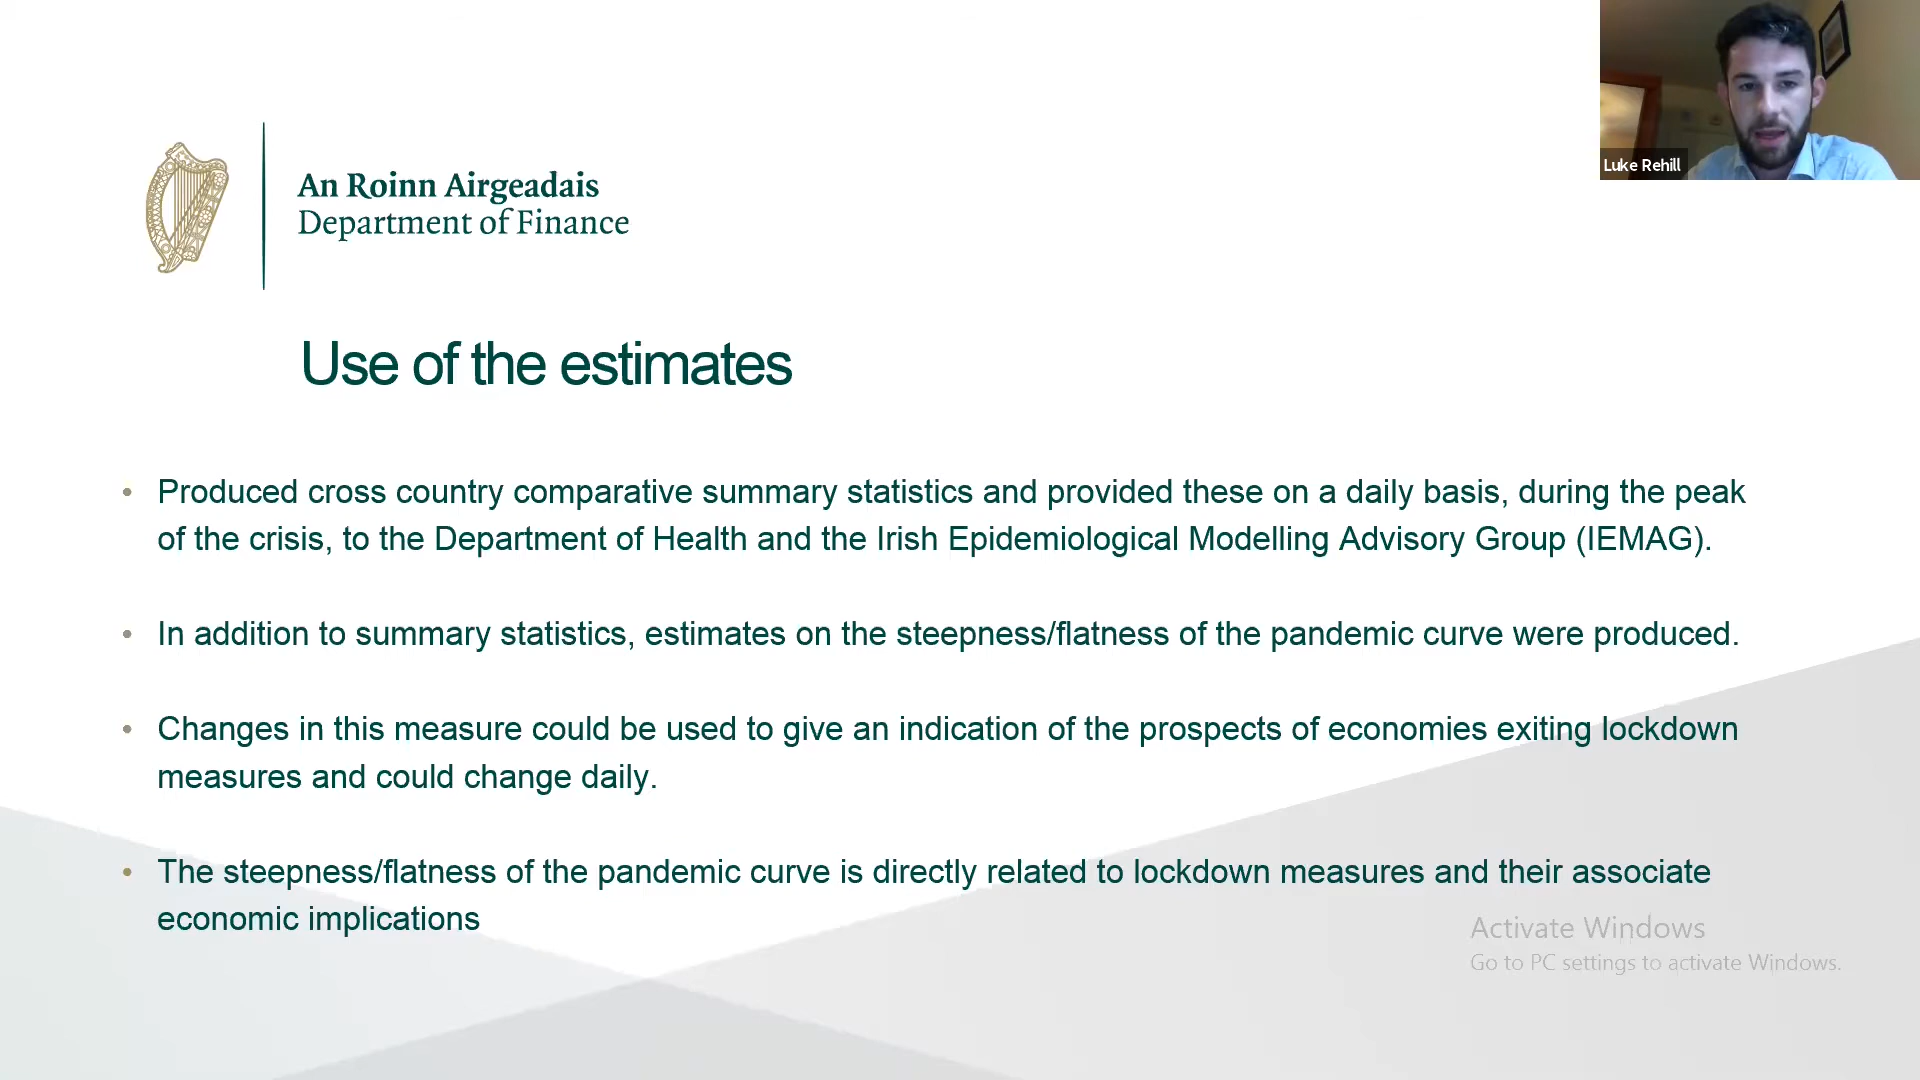 Luke Rehill
An Roinn Airgeadais
Department of Finance
Use of the estimates
• Produced cross country comparative summary statistics and provided these on a daily basis, during the peak
of the crisis, to the Department of Health and the Irish Epidemiological Modelling Advisory Group (IEMAG).
• In addition to summary statistics, estimates on the steepness/flatness of the pandemic curve were produced.
• Changes in this measure could be used to give an indication of the prospects of economies exiting lockdown
measures and could change daily.
• The steepness/flatness of the pandemic curve is directly related to lockdown measures and their associate
economic implications
Activate Windows
Go to PC settings to activate Windows.